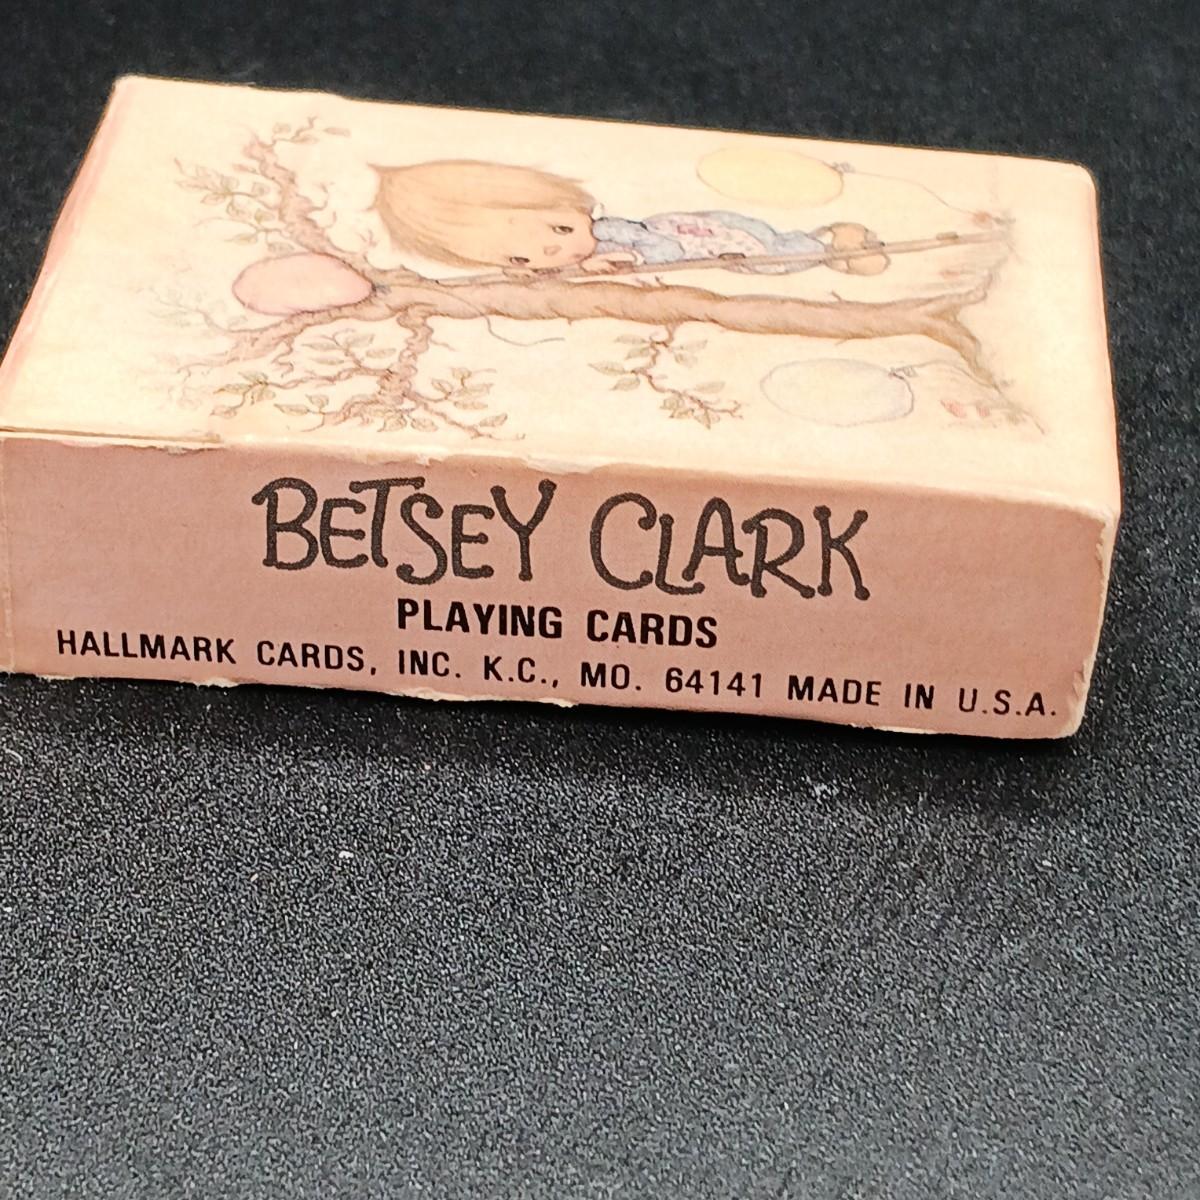 BETSEY CLARK
PLAYING CARDS
HALLMARK CARDS, INC. K.C., MO. 64141 MADE IN U.S.A.